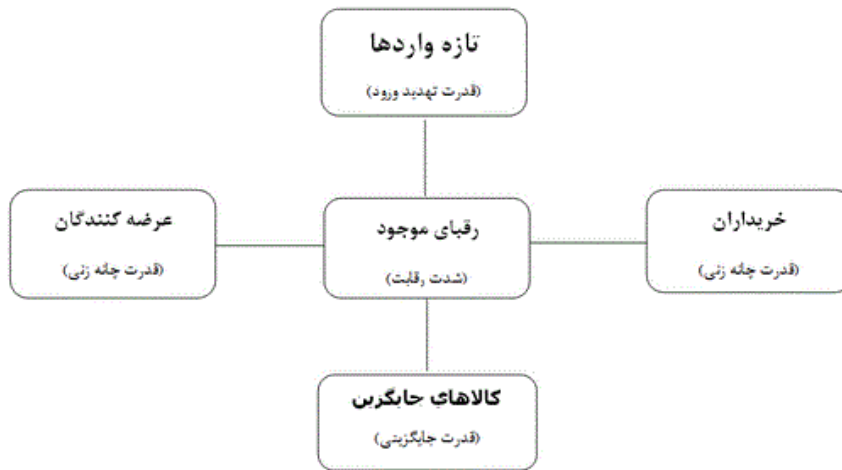 تازه واردها
(قدرت تهدید ورود)
خریداران
(قدرت چانه زنی)
رقبای موجود
(شدت رقابت)
عرضه کنندگان
(قدرت چانه زنی)
کالاهای جایگزین
(قدرت جایگزینی)